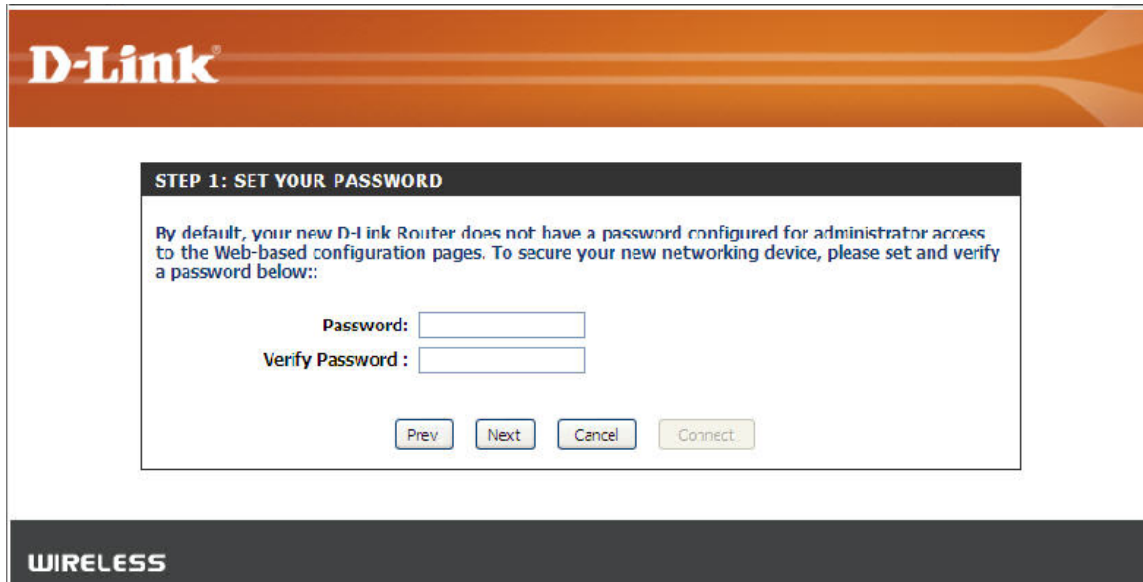 D-Link®
STEP 1: SET YOUR PASSWORD
By default, your new D-Link Router does not have a password configured for administrator access
to the Web-based configuration pages. To secure your new networking device, please set and verify
a password below::
Password:
Verify Password :
Prev Next Cancel Connect
WIRELESS